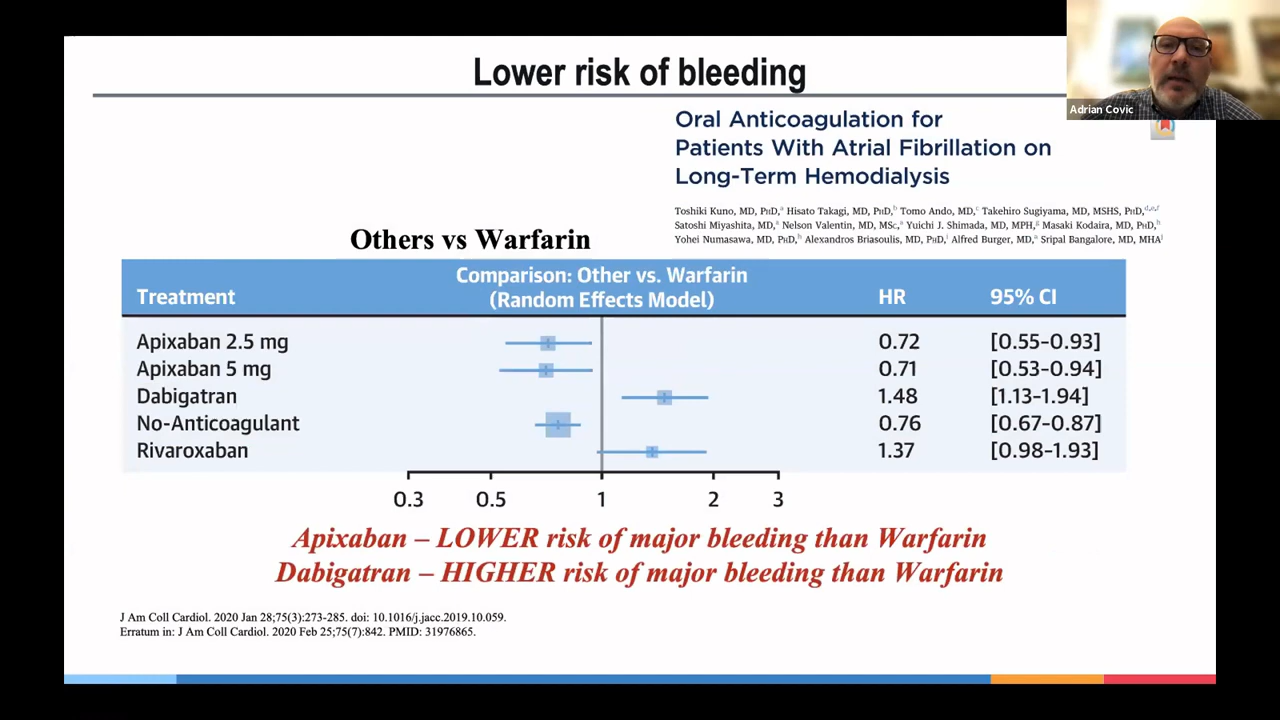 Lower risk of bleeding
Adrian Covic
Oral Anticoagulation for
Patients With Atrial Fibrillation on
Long-Term Hemodialysis
Toshiki Kuno, MD, PhD,a Hisato Takagi, MD, PhD,b Tomo Ando, MD,c Takehiro Sugiyama, MD, MSHS, PhD,d,e,f
Satoshi Miyashita, MD,a Nelson Valentin, MD, MSc,a Yuichi J. Shimada, MD, MPH,g Masaki Kodaira, MD, PhD,h
Yohei Numasawa, MD, PhD,h Alexandros Briasoulis, MD, PhD,i Alfred Burger, MD,a Sripal Bangalore, MD, MHAj
Others vs Warfarin
Treatment
Comparison: Other vs. Warfarin
(Random Effects Model)
HR
95% CI
Apixaban 2.5 mg 0.72 [0.55–0.93]
Apixaban 5 mg 0.71 [0.53–0.94]
Dabigatran 1.48 [1.13–1.94]
No-Anticoagulant 0.76 [0.67–0.87]
Rivaroxaban 1.37 [0.98–1.93]
0.3 0.5 1 2 3
Apixaban – LOWER risk of major bleeding than Warfarin
Dabigatran – HIGHER risk of major bleeding than Warfarin
J Am Coll Cardiol. 2020 Jan 28;75(3):273-285. doi: 10.1016/j.jacc.2019.10.059.
Erratum in: J Am Coll Cardiol. 2020 Feb 25;75(7):842. PMID: 31976865.